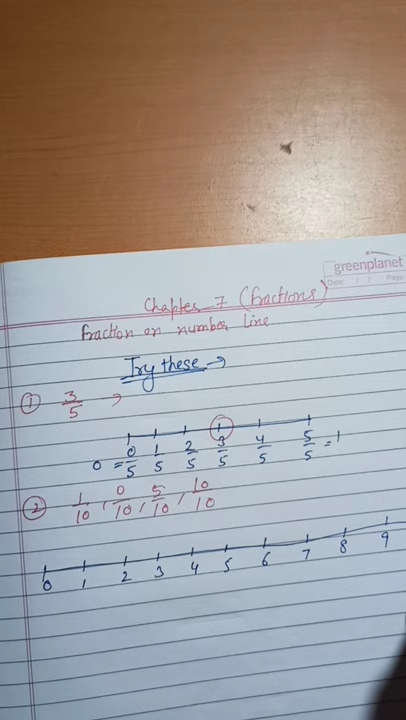 greenplanet
Date / / Page
Chapter 7 (fractions)
fraction on number line
Try these →
① 3/5 →
0 = 0/5 1/5 2/5 3/5 4/5 5/5 = 1
② 1/10, 0/10, 5/10, 10/10
0 1 2 3 4 5 6 7 8 9